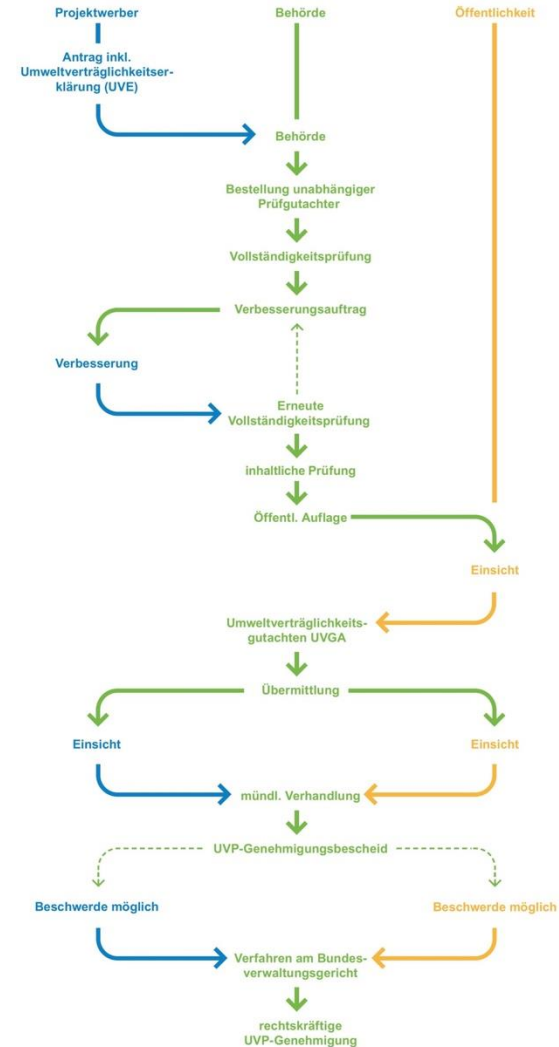 Projektwerber
Behörde
Öffentlichkeit
Antrag inkl.
Umweltverträglichkeitser-
klärung (UVE)
Behörde
Bestellung unabhängiger
Prüfgutachter
Vollständigkeitsprüfung
Verbesserungsauftrag
Verbesserung
Erneute
Vollständigkeitsprüfung
inhaltliche Prüfung
Öffentl. Auflage
Einsicht
Umweltverträglichkeits-
gutachten UVGA
Übermittlung
Einsicht
Einsicht
mündl. Verhandlung
UVP-Genehmigungsbescheid
Beschwerde möglich
Beschwerde möglich
Verfahren am Bundes-
verwaltungsgericht
rechtskräftige
UVP-Genehmigung